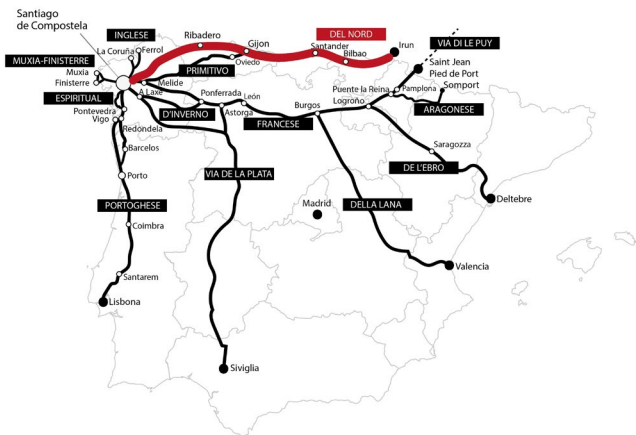 Santiago
de Compostela
DEL NORD
VIA DI LE PUY
INGLESE
Ribadero
Gijon
Santander
Irun
La Coruña
Ferrol
Bilbao
Saint Jean
Pied de Port
MUXIA-FINISTERRE
Oviedo
PRIMITIVO
Somport
Muxia
Finisterre
Melide
Puente la Reina
Pamplona
ESPIRITUAL
A Laxe
Ponferrada
León
Logroño
ARAGONESE
Pontevedra
D'INVERNO
Astorga
Burgos
Vigo
Redondela
FRANCESE
Barcelos
Saragozza
DE L'EBRO
Porto
VIA DE LA PLATA
Deltebre
PORTOGHESE
Madrid
DELLA LANA
Coimbra
Santarem
Valencia
Lisbona
Siviglia